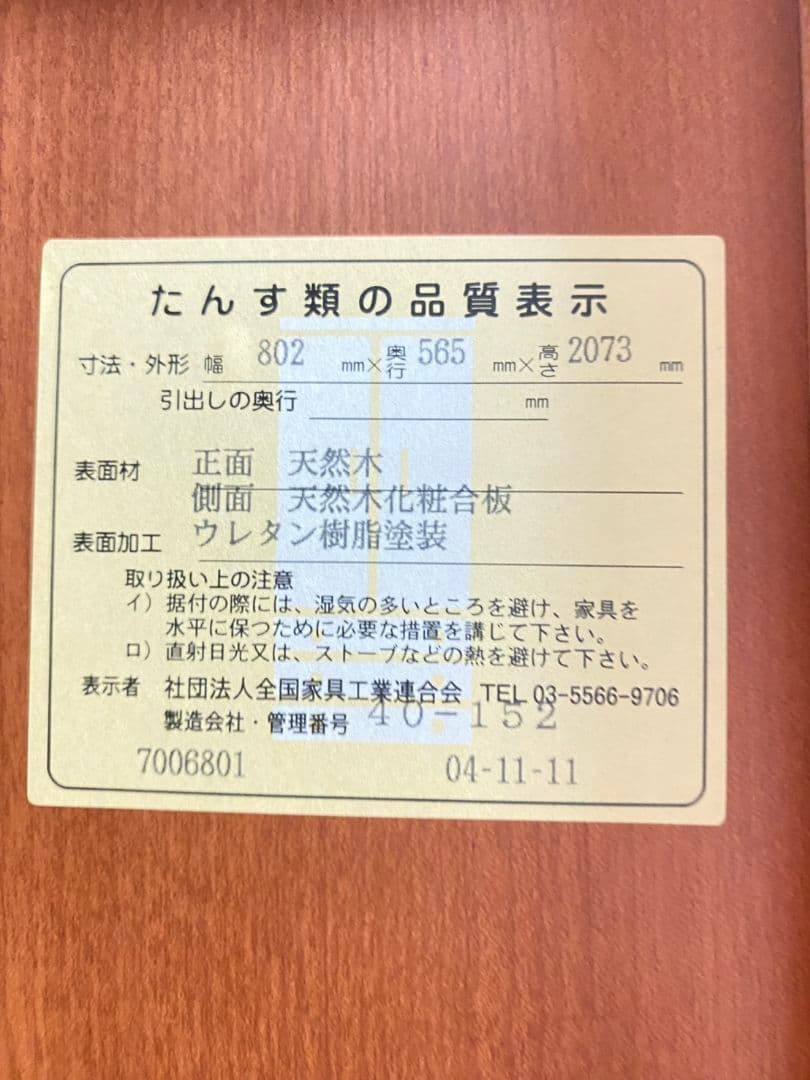 たんす類の品質表示
寸法・外形 幅 802 mm×奥行 565 mm×高さ 2073 mm
引出しの奥行 mm
表面材 正面 天然木
側面 天然木化粧合板
表面加工 ウレタン樹脂塗装
取り扱い上の注意
イ）据付の際には、湿気の多いところを避け、家具を
水平に保つために必要な措置を講じて下さい。
ロ）直射日光又は、ストーブなどの熱を避けて下さい。
表示者 社団法人全国家具工業連合会 TEL 03-5566-9706
製造会社・管理番号 40-152
7006801 04-11-11